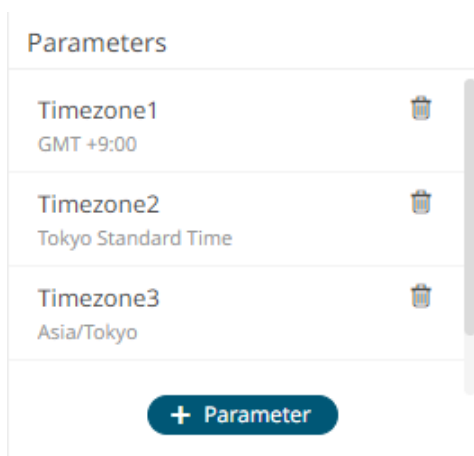 Parameters
Timezone1
GMT +9:00
Timezone2
Tokyo Standard Time
Timezone3
Asia/Tokyo
+ Parameter